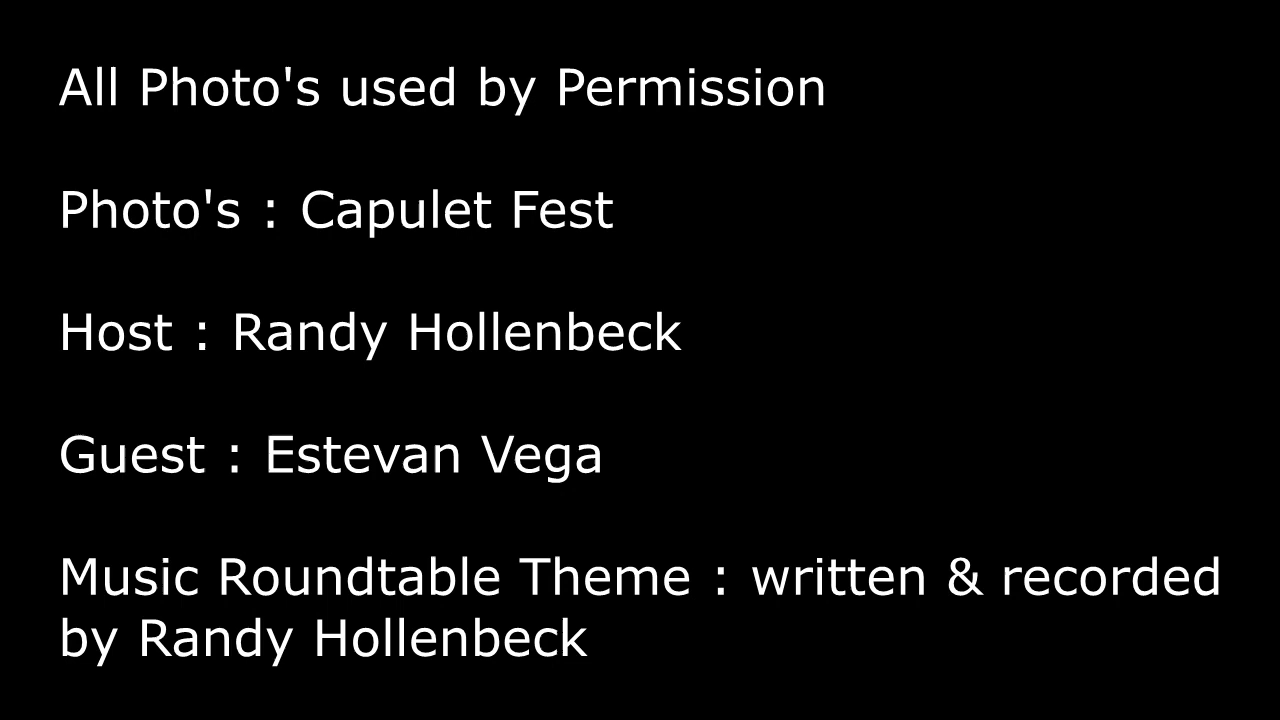 All Photo's used by Permission
Photo's : Capulet Fest
Host : Randy Hollenbeck
Guest : Estevan Vega
Music Roundtable Theme : written & recorded
by Randy Hollenbeck